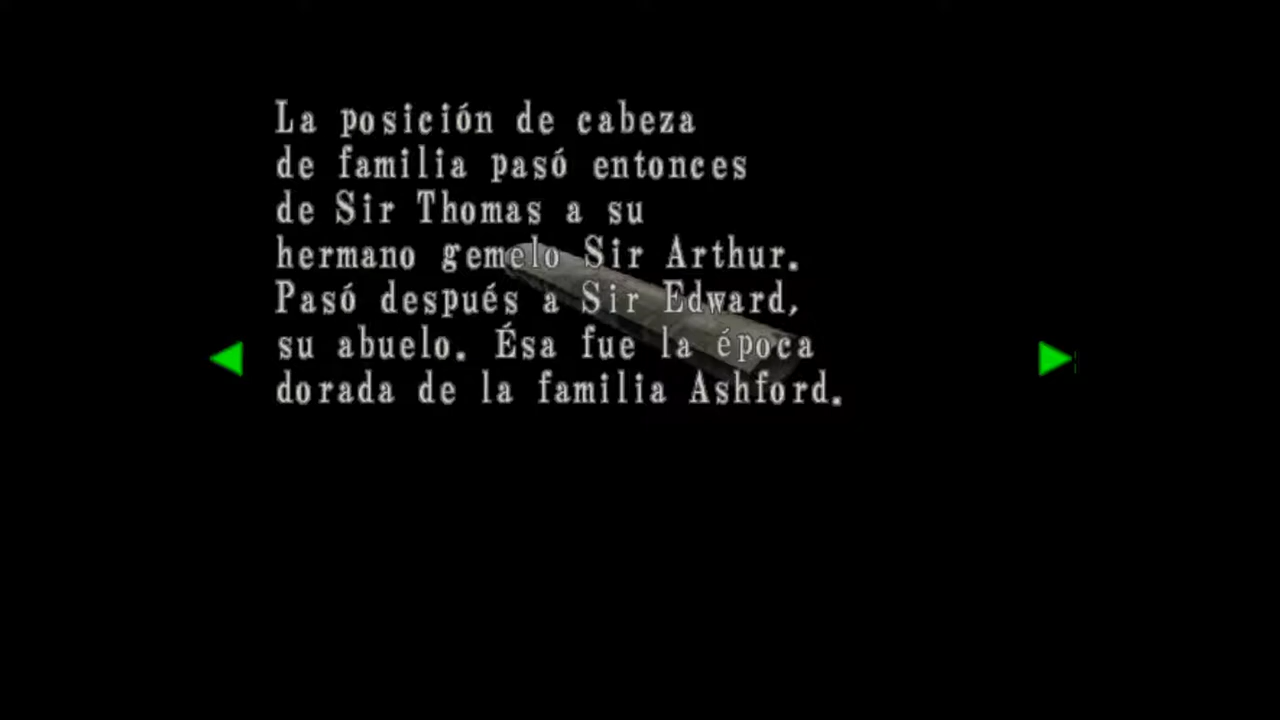 La posición de cabeza
de familia pasó entonces
de Sir Thomas a su
hermano gemelo Sir Arthur.
Pasó después a Sir Edward,
su abuelo. Ésa fue la época
dorada de la familia Ashford.